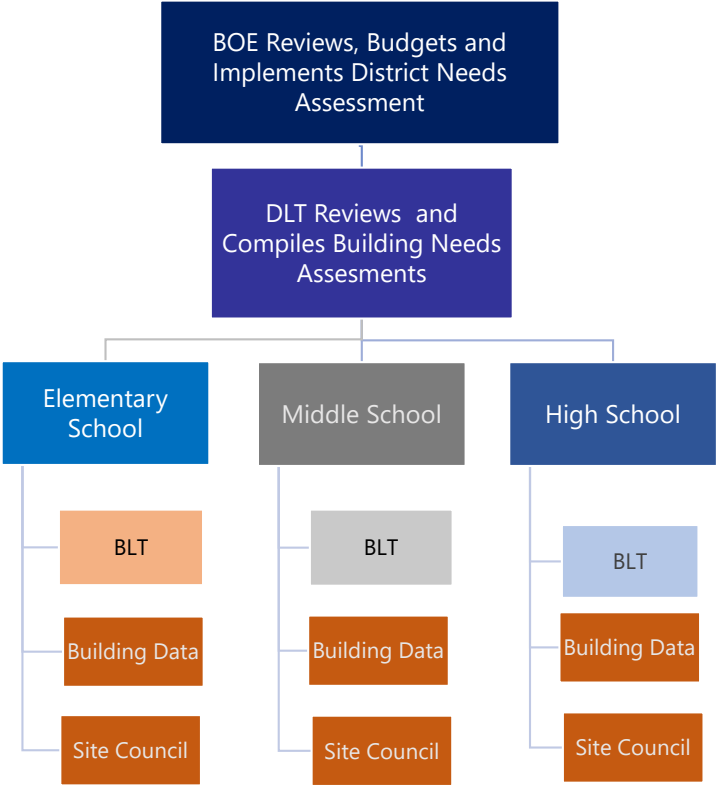 BOE Reviews, Budgets and
Implements District Needs
Assessment
DLT Reviews and
Compiles Building Needs
Assesments
Elementary
School
Middle School
High School
BLT
BLT
BLT
Building Data
Building Data
Building Data
Site Council
Site Council
Site Council